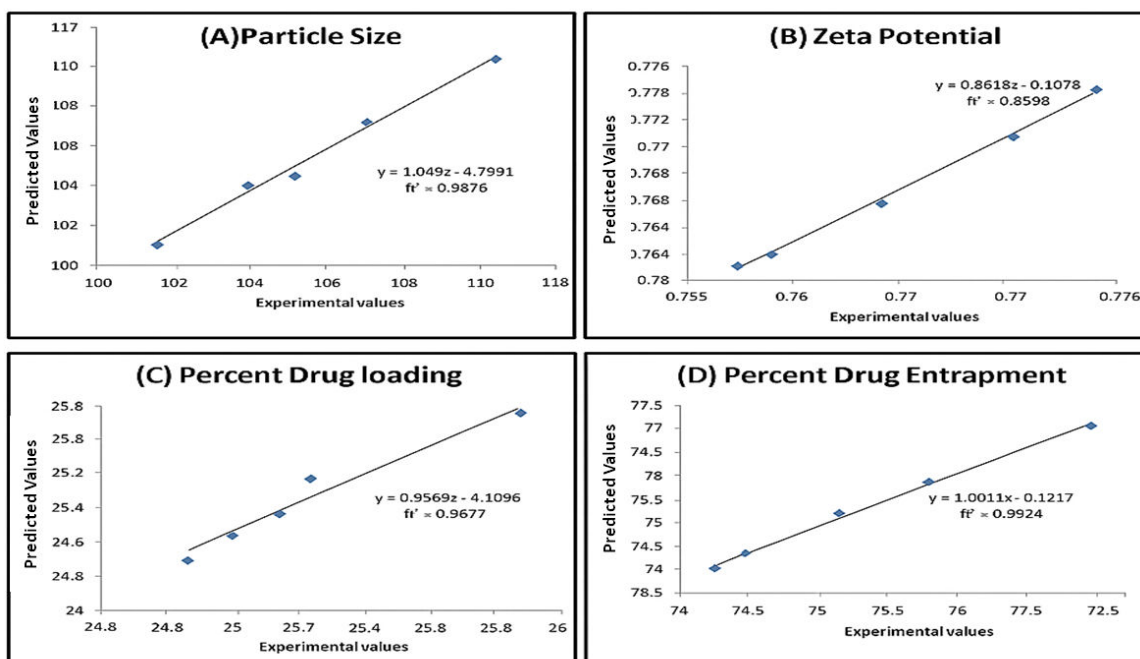 (A)Particle Size
117
110
108
108
104
102
100
Predicted Values
y = 1.049z - 4.7991
ft' × 0.9876
100 102 104 106 108 110 118
Experimental values
(B) Zeta Potential
0.776
0.778
0.772
0.77
0.768
0.764
0.764
0.78
Predicted Values
y = 0.8618z - 0.1078
ft' × 0.8598
0.755 0.76 0.77 0.77 0.776
Experimental values
(C) Percent Drug loading
25.8
25.8
25.2
25.4
24.6
24.8
24
Predicted Values
y = 0.9569z - 4.1096
ft' × 0.9677
24.8 24.8 25 25.7 25.4 25.8 25.8 26
Experimental values
(D) Percent Drug Entrapment
77.5
77
74.5
78
75.5
75
74.5
74
78.5
Predicted Values
y = 1.0011x - 0.1217
ft' × 0.9924
74 74.5 75 75.5 76 77.5 72.5
Experimental values